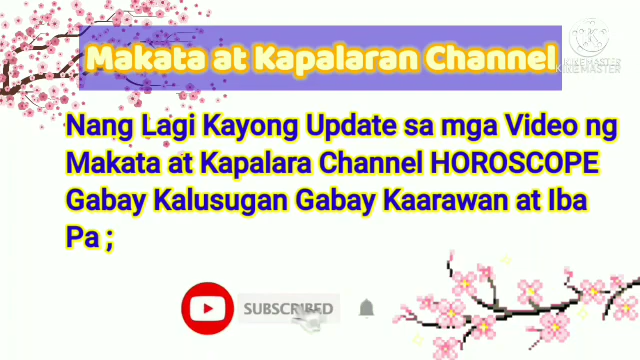 Makata at Kapalaran Channel
KINEMASTER
KINEMASTER
Nang Lagi Kayong Update sa mga Video ng
Makata at Kapalara Channel HOROSCOPE
Gabay Kalusugan Gabay Kaarawan at Iba
Pa ;
SUBSCRIBED